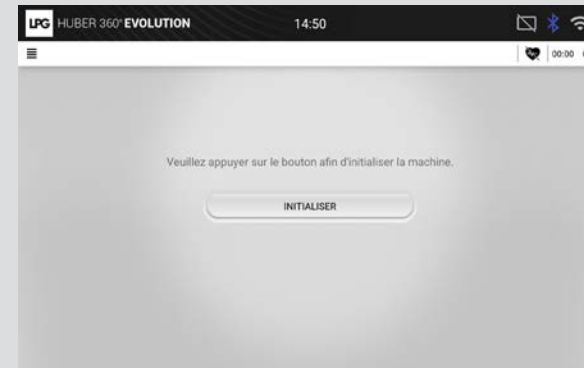 LPG HUBER 360° EVOLUTION 14:50
00:00
Veuillez appuyer sur le bouton afin d'initialiser la machine.
INITIALISER